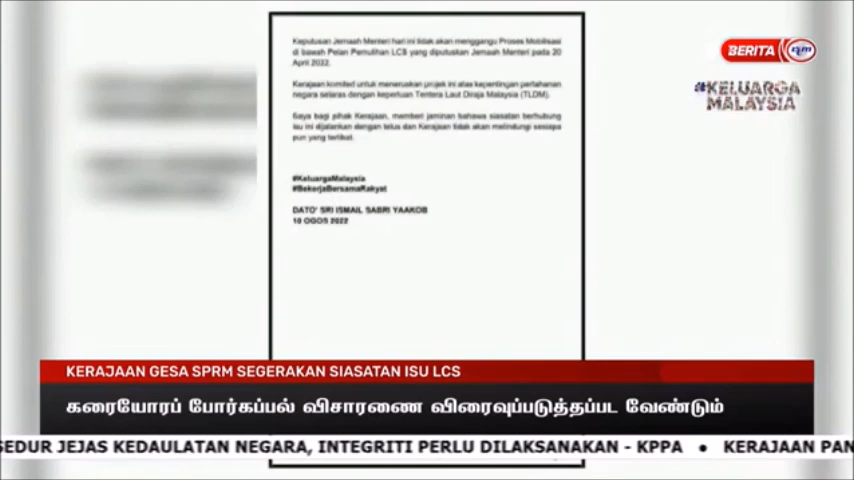 Keputusan Jemaah Menteri hari ini tidak akan menggangu Proses Mobilisasi
di bawah Pelan Pemulihan LCS yang diputuskan Jemaah Menteri pada 20
April 2022.
Kerajaan komited untuk meneruskan projek ini atas kepentingan pertahanan
negara selaras dengan keperluan Tentera Laut Diraja Malaysia (TLDM).
Saya bagi pihak Kerajaan, memberi jaminan bahawa siasatan berhubung
isu ini dijalankan dengan telus dan Kerajaan tidak akan melindungi sesiapa
pun yang terlibat.
#KeluargaMalaysia
#BekerjaBersamaRakyat
DATO' SRI ISMAIL SABRI YAAKOB
10 OGOS 2022
BERITA rtm
#KELUARGA
MALAYSIA
KERAJAAN GESA SPRM SEGERAKAN SIASATAN ISU LCS
கரையோரப் போர்கப்பல் விசாரணை விரைவுப்படுத்தப்பட வேண்டும்
SEDUR JEJAS KEDAULATAN NEGARA, INTEGRITI PERLU DILAKSANAKAN - KPPA • KERAJAAN PAN